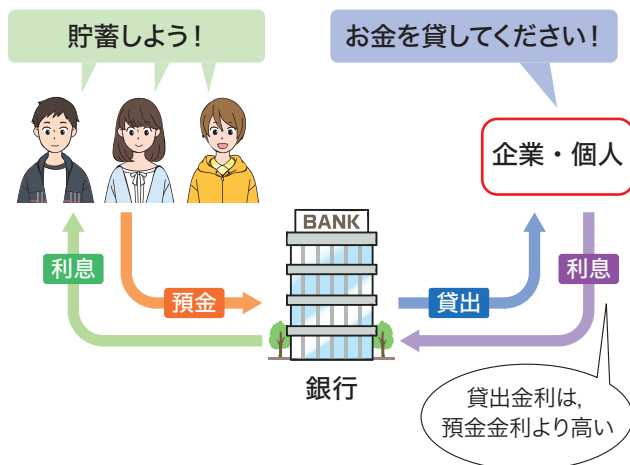 貯蓄しよう！
お金を貸してください！
企業・個人
BANK
利息
預金
貸出
利息
銀行
貸出金利は，
預金金利より高い